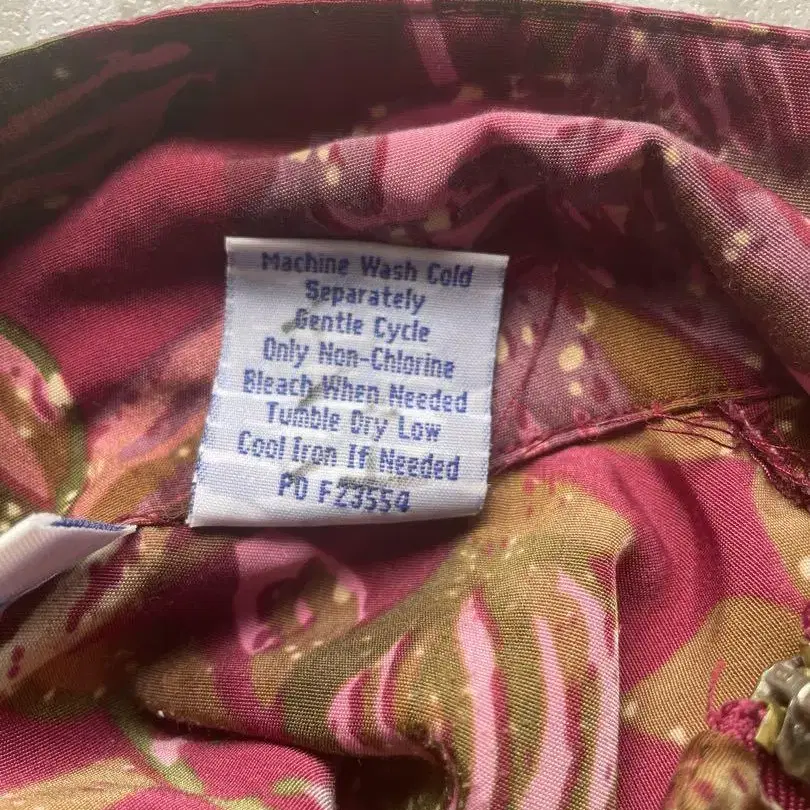 Machine Wash Cold
Separately
Gentle Cycle
Only Non-Chlorine
Bleach When Needed
Tumble Dry Low
Cool Iron If Needed
PO FZ3554